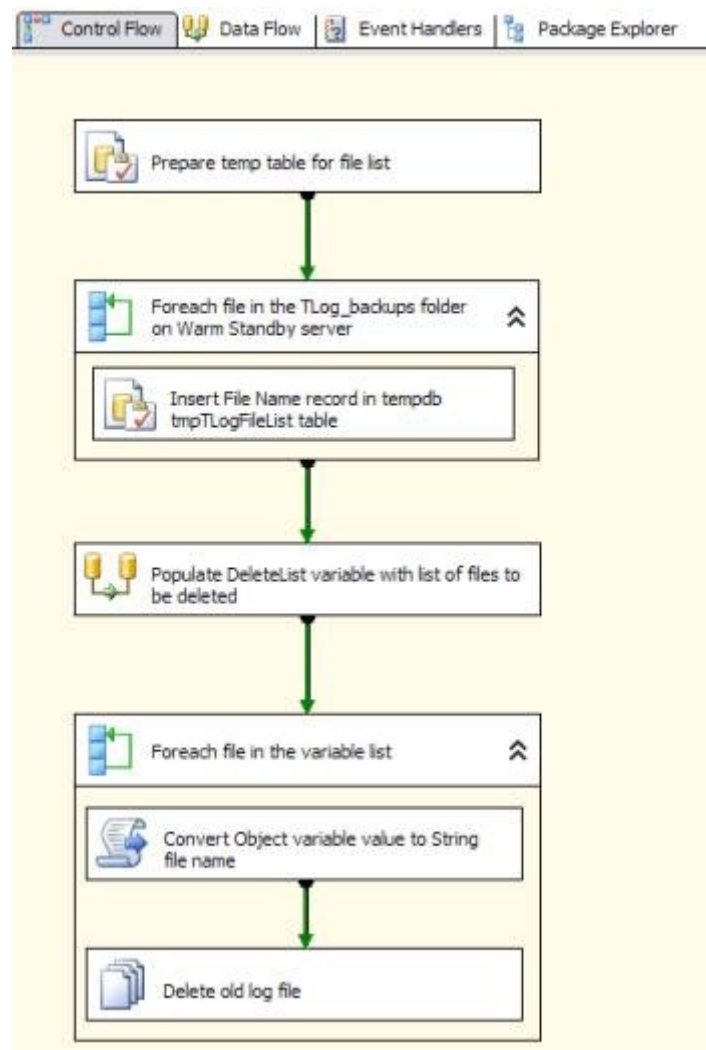 Control Flow Data Flow Event Handlers Package Explorer
Prepare temp table for file list
Foreach file in the TLog_backups folder
on Warm Standby server
Insert File Name record in tempdb
tmpTLogFileList table
Populate DeleteList variable with list of files to
be deleted
Foreach file in the variable list
Convert Object variable value to String
file name
Delete old log file